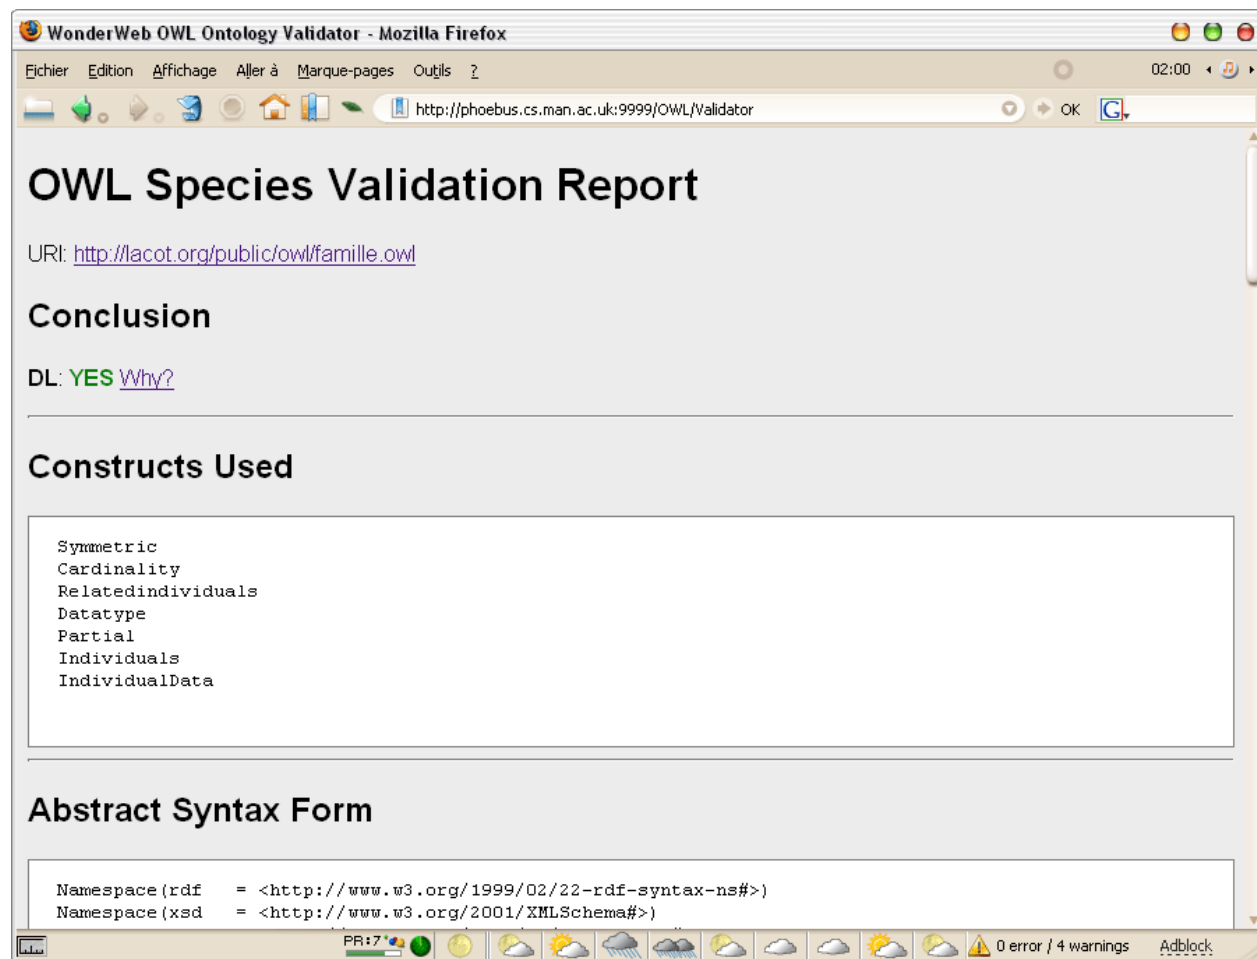 WonderWeb OWL Ontology Validator - Mozilla Firefox
Fichier Edition Affichage Aller à Marque-pages Outils ? 02:00
http://phoebus.cs.man.ac.uk:9999/OWL/Validator OK G
OWL Species Validation Report
URI: http://lacot.org/public/owl/famille.owl
Conclusion
DL: YES Why?
Constructs Used
Symmetric
Cardinality
Relatedindividuals
Datatype
Partial
Individuals
IndividualData
Abstract Syntax Form
Namespace(rdf = <http://www.w3.org/1999/02/22-rdf-syntax-ns#>)
Namespace(xsd = <http://www.w3.org/2001/XMLSchema#>)
PR:7 0 error / 4 warnings Adblock